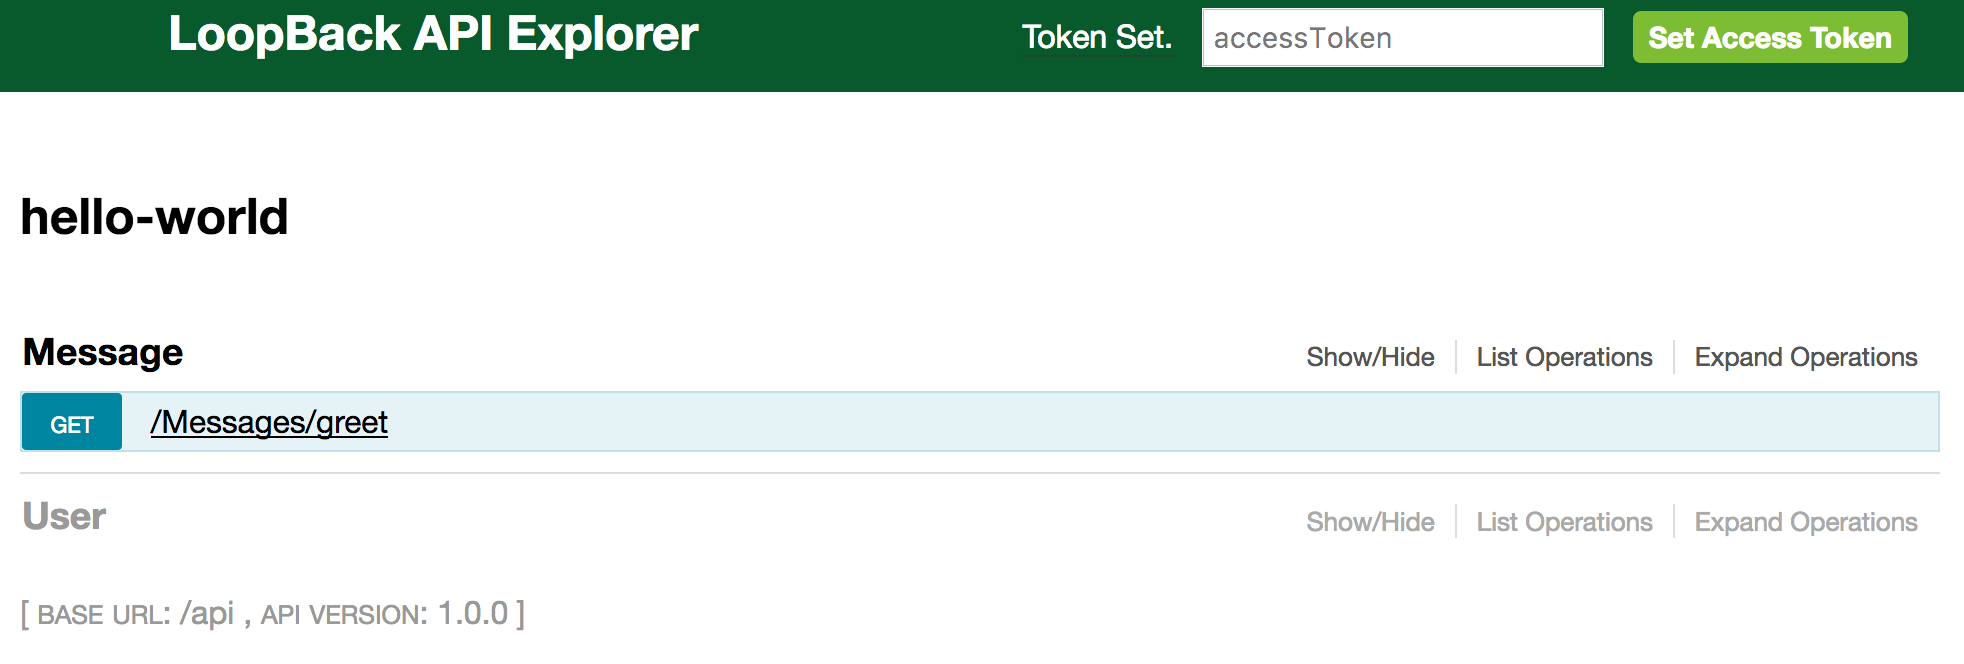 LoopBack API Explorer Token Set. accessToken Set Access Token
hello-world
Message Show/Hide List Operations Expand Operations
GET /Messages/greet
User Show/Hide List Operations Expand Operations
[ BASE URL: /api , API VERSION: 1.0.0 ]